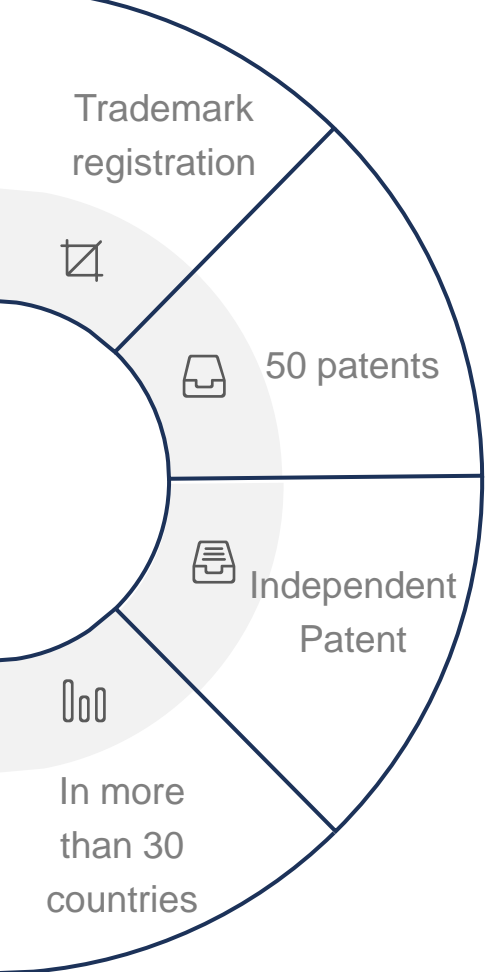 Trademark
registration
50 patents
Independent
Patent
In more
than 30
countries